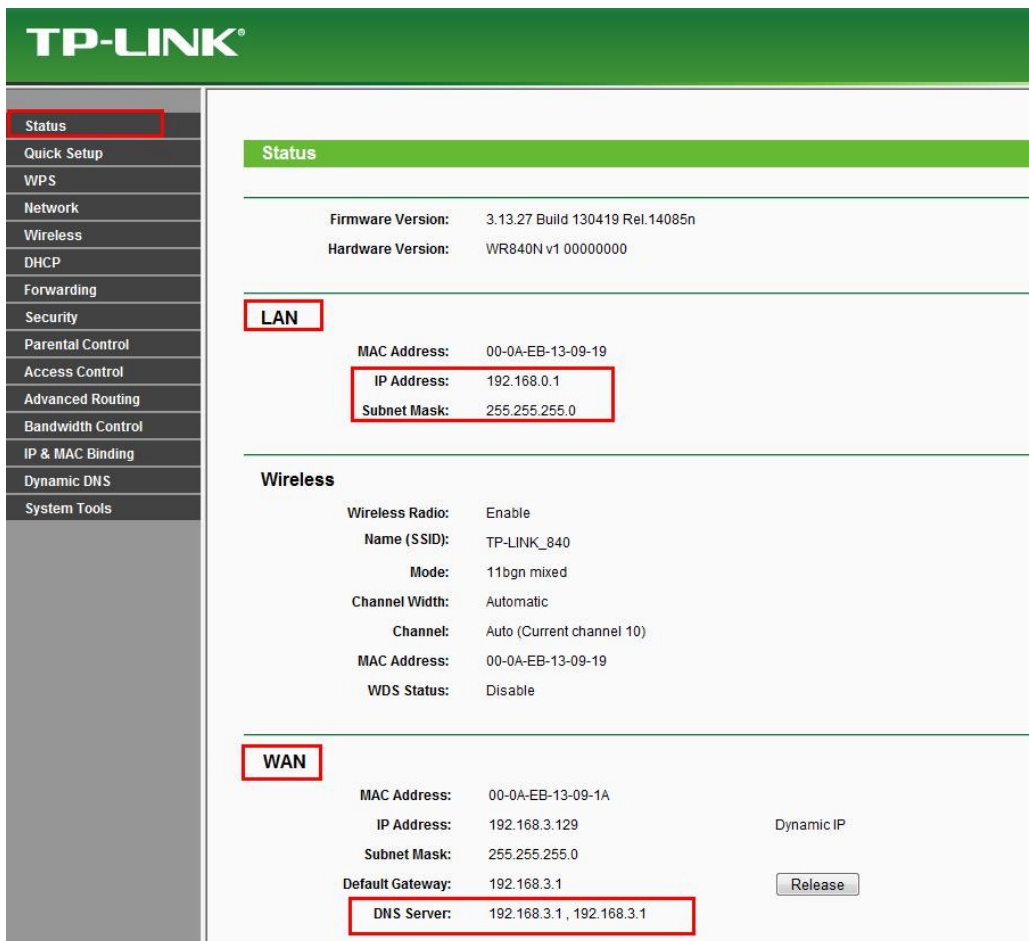 TP-LINK®
Status
Quick Setup
WPS
Network
Wireless
DHCP
Forwarding
Security
Parental Control
Access Control
Advanced Routing
Bandwidth Control
IP & MAC Binding
Dynamic DNS
System Tools
Status
Firmware Version: 3.13.27 Build 130419 Rel.14085n
Hardware Version: WR840N v1 00000000
LAN
MAC Address: 00-0A-EB-13-09-19
IP Address: 192.168.0.1
Subnet Mask: 255.255.255.0
Wireless
Wireless Radio: Enable
Name (SSID): TP-LINK_840
Mode: 11bgn mixed
Channel Width: Automatic
Channel: Auto (Current channel 10)
MAC Address: 00-0A-EB-13-09-19
WDS Status: Disable
WAN
MAC Address: 00-0A-EB-13-09-1A
IP Address: 192.168.3.129 Dynamic IP
Subnet Mask: 255.255.255.0
Default Gateway: 192.168.3.1 Release
DNS Server: 192.168.3.1 , 192.168.3.1